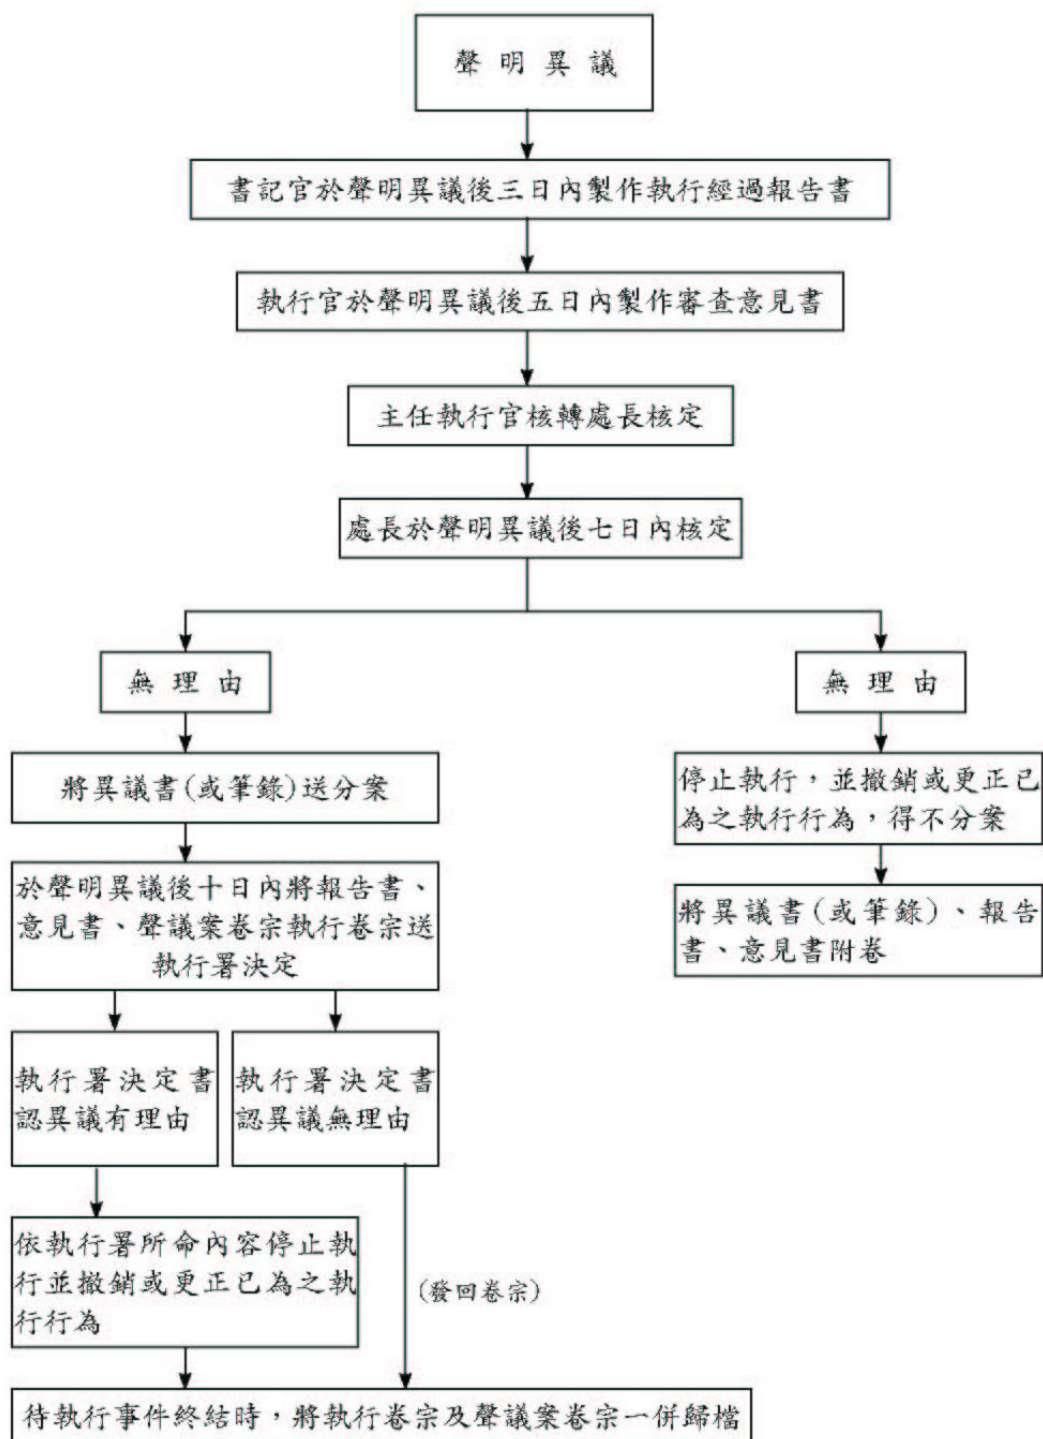 聲明異議
書記官於聲明異議後三日內製作執行經過報告書
執行官於聲明異議後五日內製作審查意見書
主任執行官核轉處長核定
處長於聲明異議後七日內核定
無理由
將異議書(或筆錄)送分案
於聲明異議後十日內將報告書、
意見書、聲議案卷宗執行卷宗送
執行署決定
執行署決定書
認異議有理由
執行署決定書
認異議無理由
依執行署所命內容停止執
行並撤銷或更正已為之執
行行為
(發回卷宗)
待執行事件終結時，將執行卷宗及聲議案卷宗一併歸檔
無理由
停止執行，並撤銷或更正已
為之執行行為，得不分案
將異議書(或筆錄)、報告
書、意見書附卷